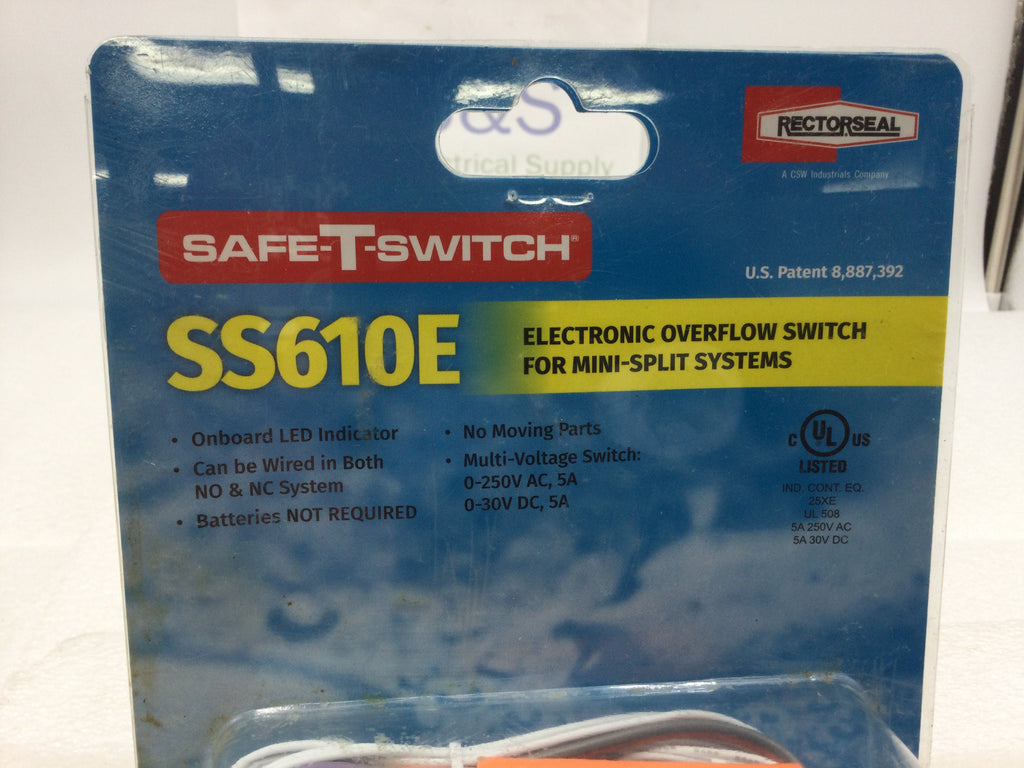 &S
trical Supply
RECTORSEAL
A CSW Industrials Company
SAFE-T-SWITCH®
U.S. Patent 8,887,392
SS610E
ELECTRONIC OVERFLOW SWITCH
FOR MINI-SPLIT SYSTEMS
• Onboard LED Indicator
• Can be Wired in Both
NO & NC System
• Batteries NOT REQUIRED
• No Moving Parts
• Multi-Voltage Switch:
0-250V AC, 5A
0-30V DC, 5A
C UL US
LISTED
IND. CONT. EQ.
25XE
UL 508
5A 250V AC
5A 30V DC